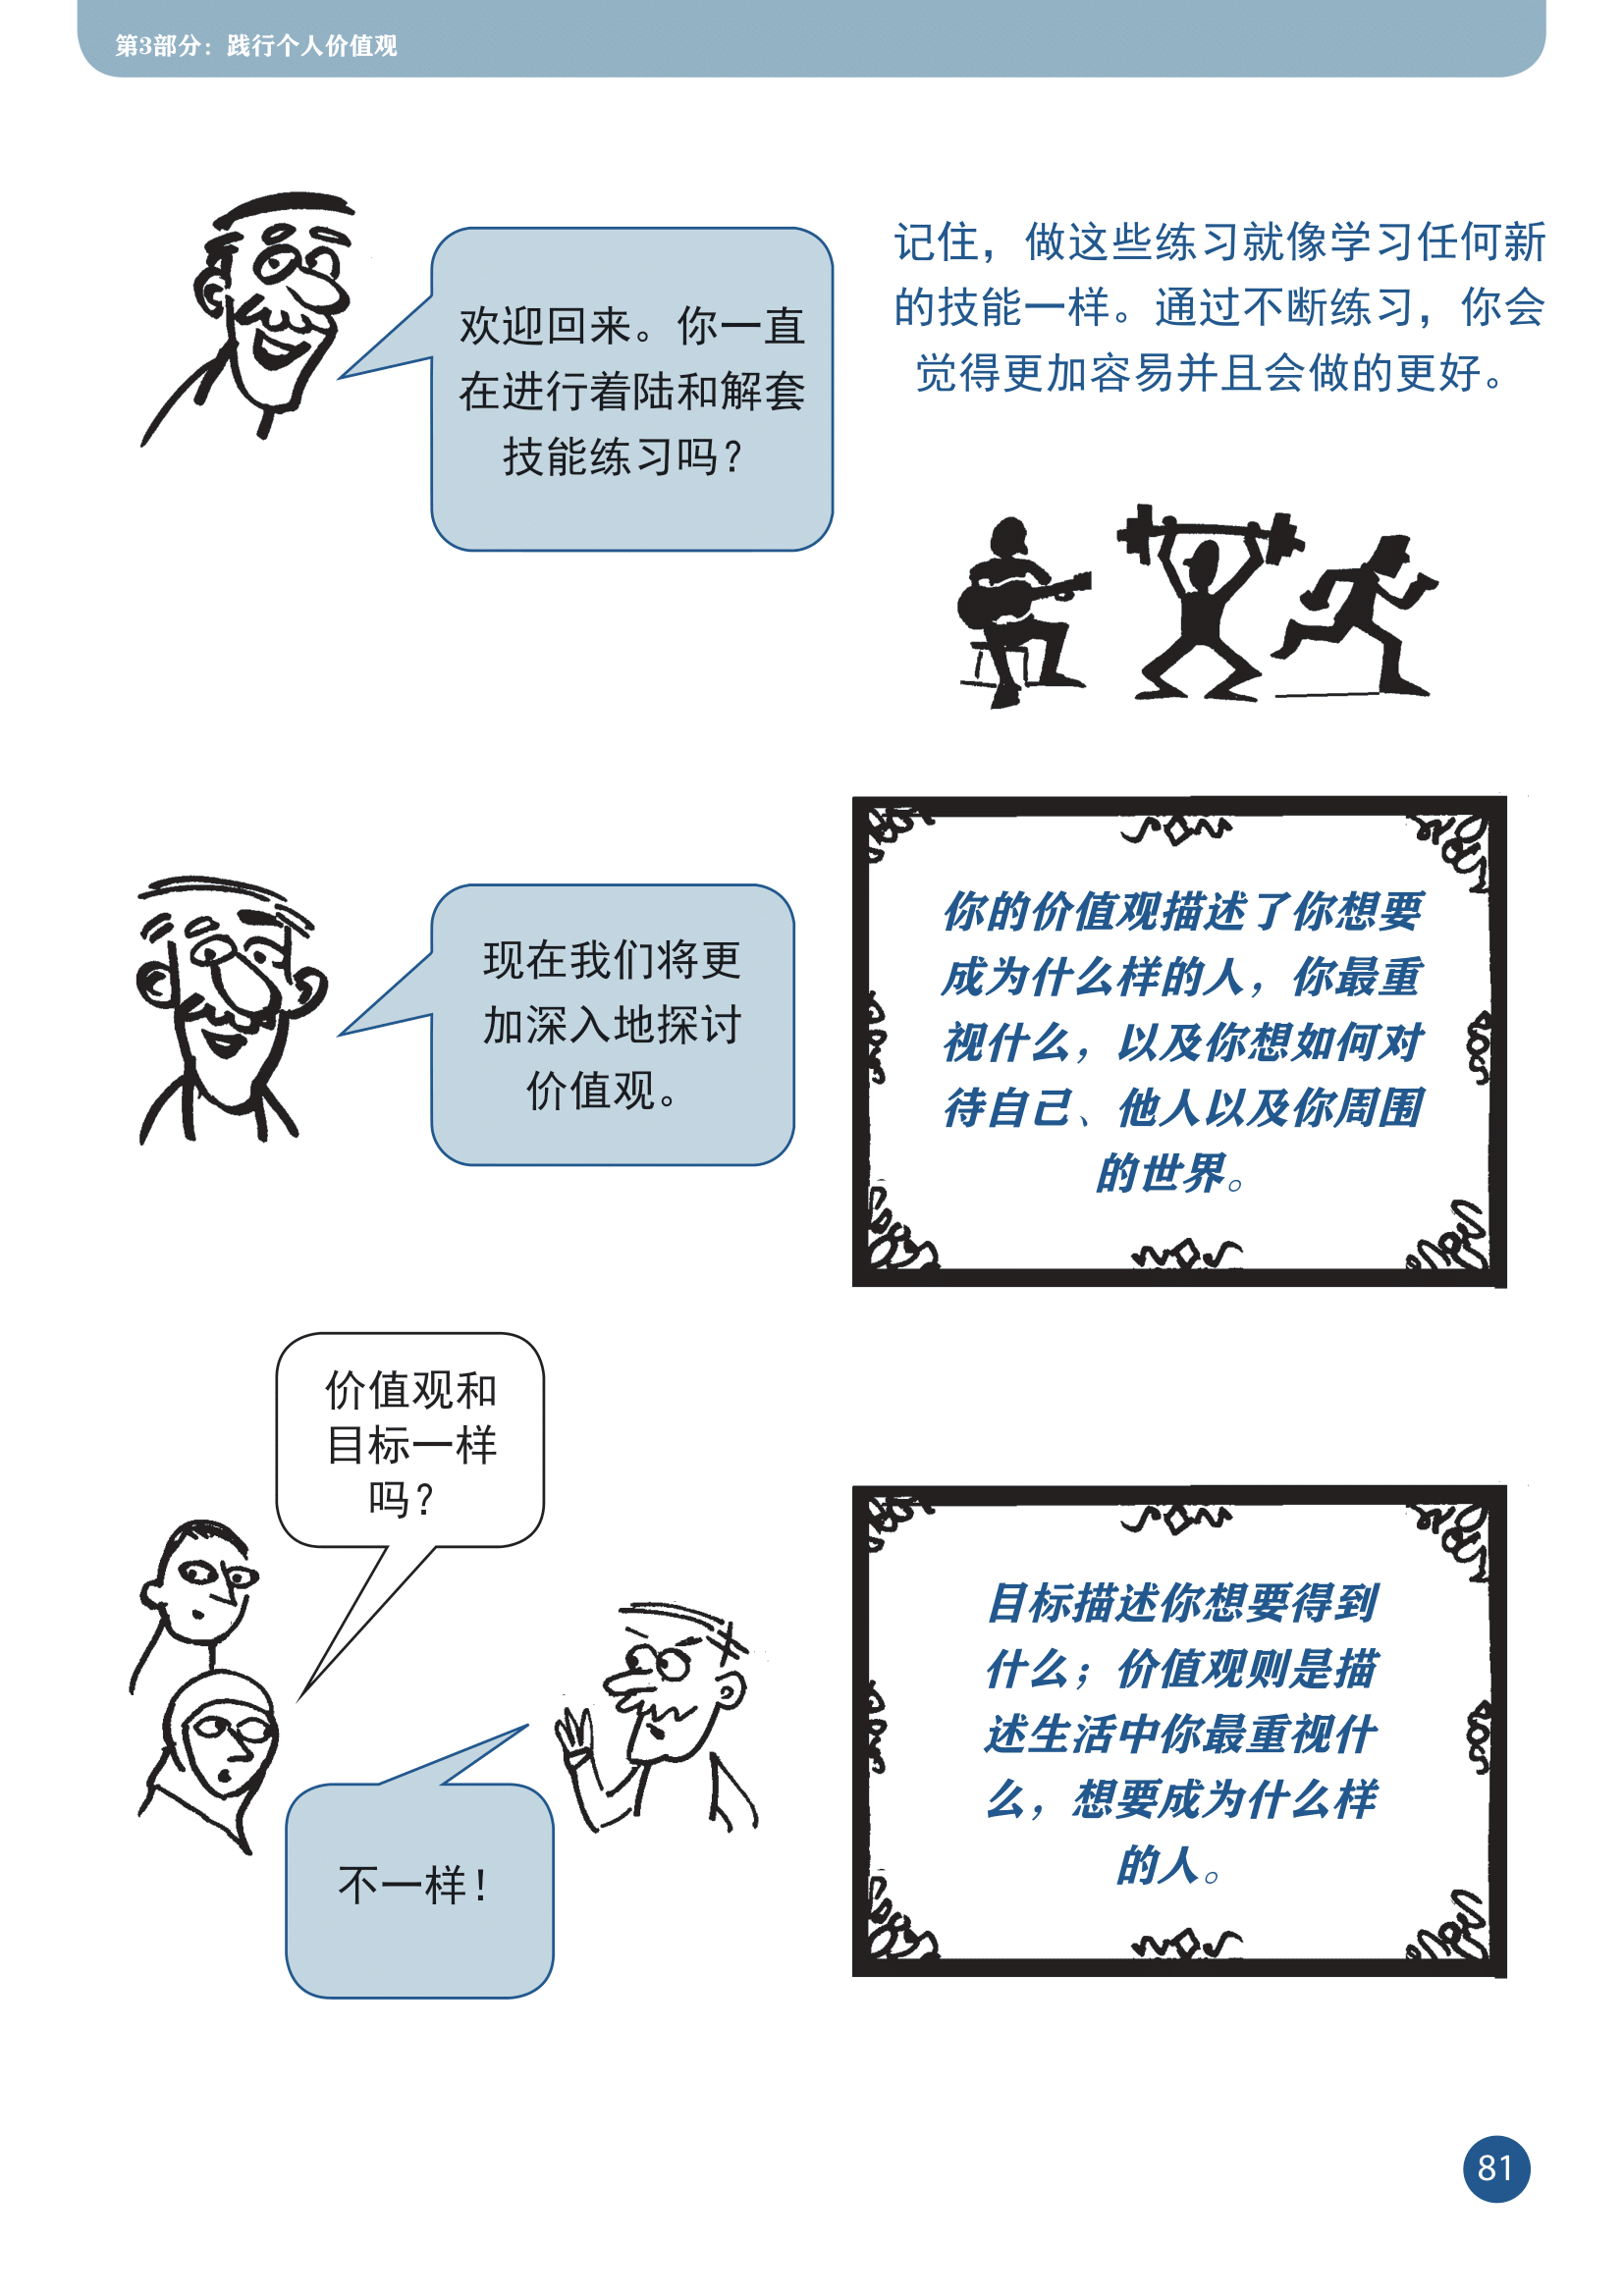 第3部分：践行个人价值观
欢迎回来。你一直
在进行着陆和解套
技能练习吗？
记住，做这些练习就像学习任何新
的技能一样。通过不断练习，你会
觉得更加容易并且会做的更好。
现在我们将更
加深入地探讨
价值观。
你的价值观描述了你想要
成为什么样的人，你最重
视什么，以及你想如何对
待自己、他人以及你周围
的世界。
价值观和
目标一样
吗？
不一样！
目标描述你想要得到
什么；价值观则是描
述生活中你最重视什
么，想要成为什么样
的人。
81